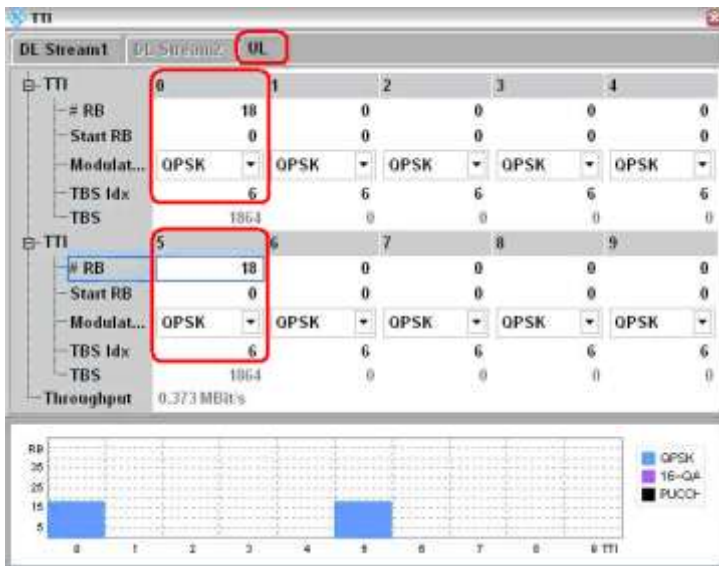 TTI
DL Stream1 DL Stream2 UL
TTI 0 1 2 3 4
# RB 18 0 0 0 0
Start RB 0 0 0 0 0
Modulat... QPSK QPSK QPSK QPSK QPSK
TBS Idx 6 6 6 6 6
TBS 1864 0 0 0 0
TTI 5 6 7 8 9
# RB 18 0 0 0 0
Start RB 0 0 0 0 0
Modulat... QPSK QPSK QPSK QPSK QPSK
TBS Idx 6 6 6 6 6
TBS 1864 0 0 0 0
Throughput 0.373 MBit/s
RB
35
25
15
5
0 1 2 3 4 5 6 7 8 9 TTI
QPSK
16-QA
PUCCH